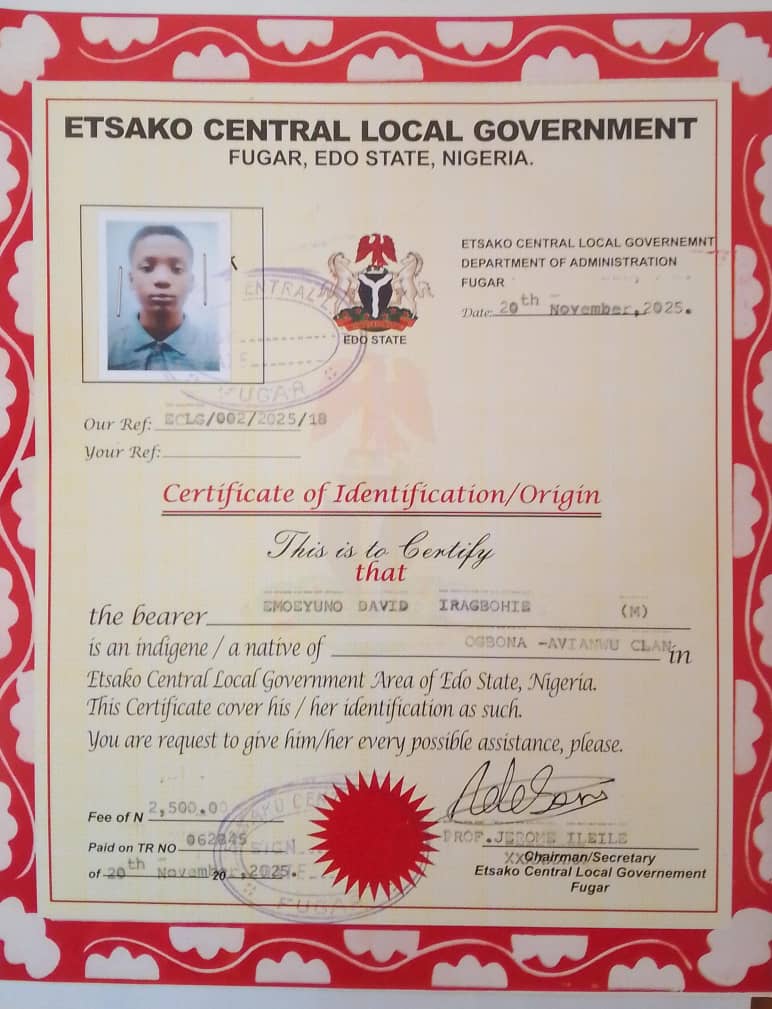 ETSAKO CENTRAL LOCAL GOVERNMENT
FUGAR, EDO STATE, NIGERIA.
ETSAKO CENTRAL LOCAL GOVERNEMNT
DEPARTMENT OF ADMINISTRATION
FUGAR
Date: 20th November, 2025.
EDO STATE
ENTRAL
FUGAR
Our Ref: ECLG/002/2025/18
Your Ref:
Certificate of Identification/Origin
This is to Certify
that
the bearer EMOEYUNO DAVID IRAGBOHIE (M)
is an indigene / a native of OGBONA -AVIANWU CLAN in
Etsako Central Local Government Area of Edo State, Nigeria.
This Certificate cover his / her identification as such.
You are request to give him/her every possible assistance, please.
Fee of N 2,500.00
Paid on TR NO 062845
of 20th November 20 ,2025.
SIGN
FUGAR
PROF. JEROME ILEILE
Chairman/Secretary
Etsako Central Local Governement
Fugar